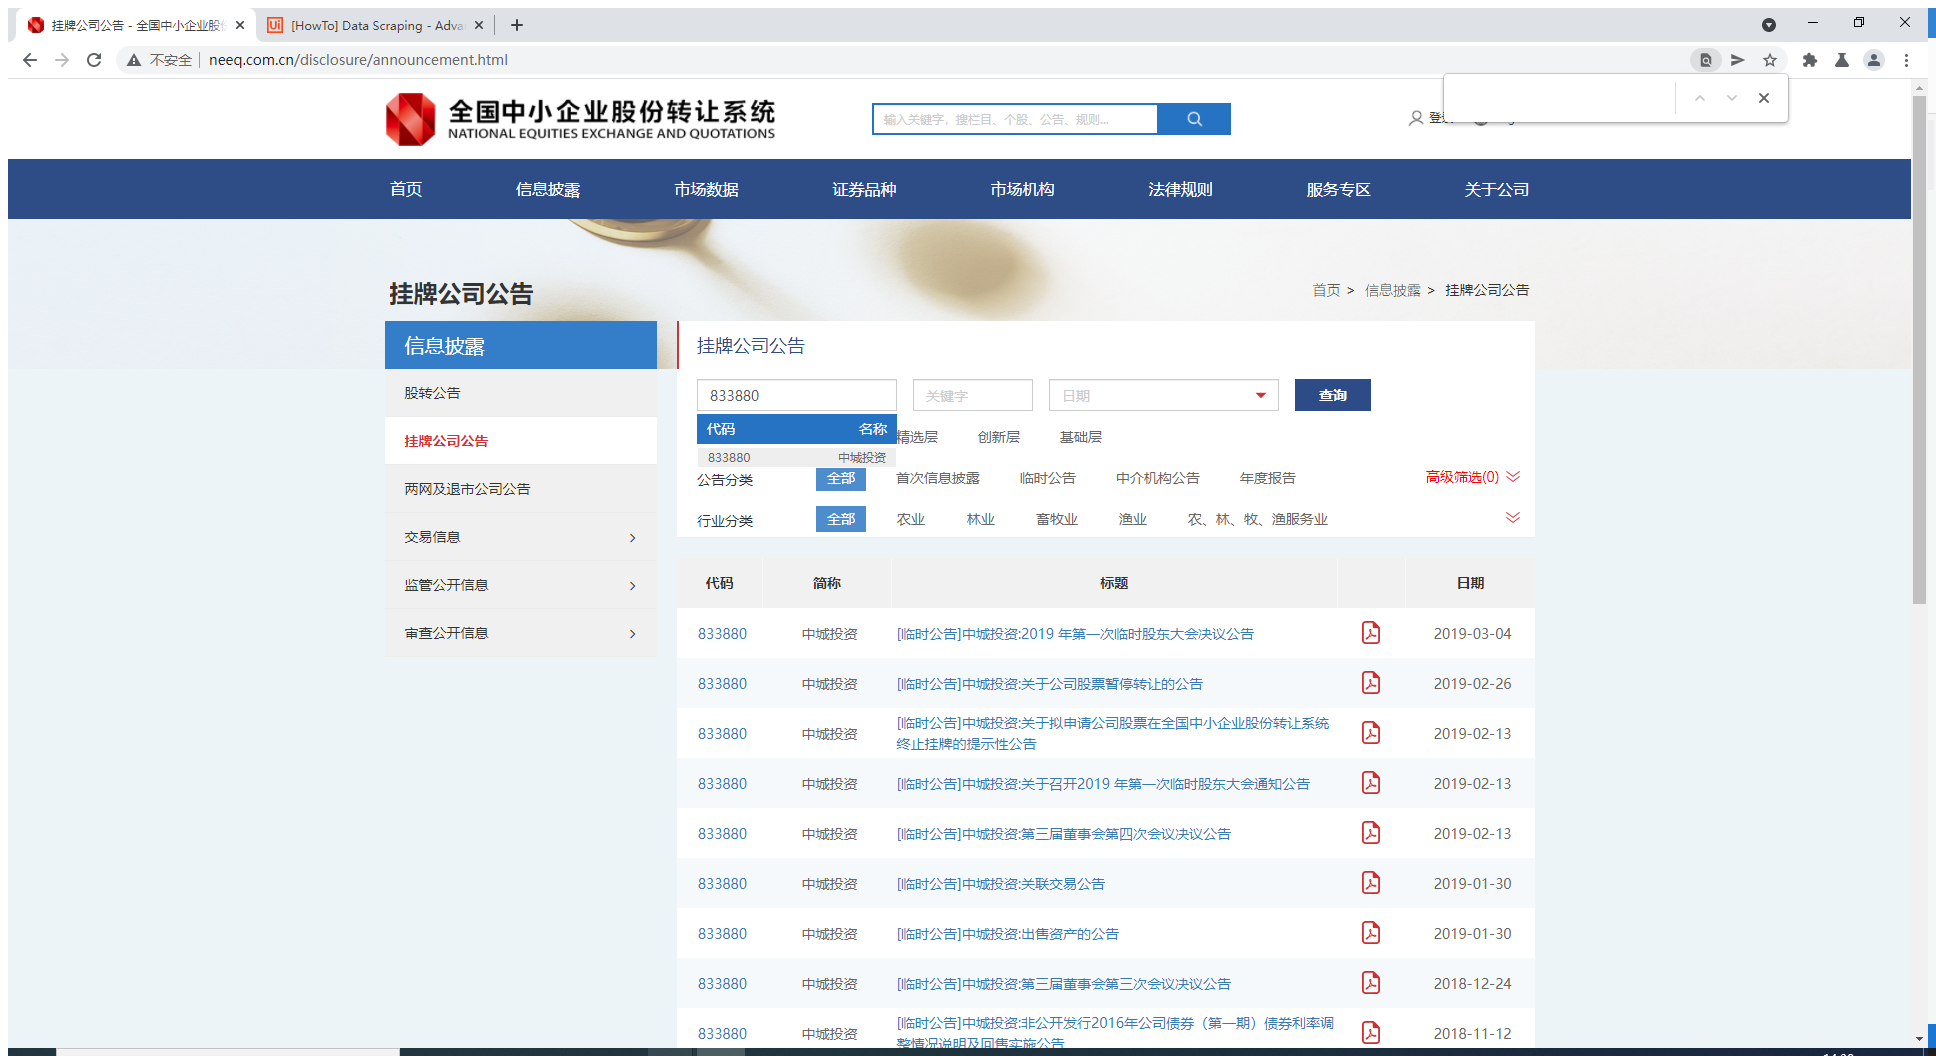 挂牌公司公告 - 全国中小企业股份
[HowTo] Data Scraping - Adva
不安全 neeq.com.cn/disclosure/announcement.html
全国中小企业股份转让系统
NATIONAL EQUITIES EXCHANGE AND QUOTATIONS
输入关键字，搜栏目、个股、公告、规则...
首页 信息披露 市场数据 证券品种 市场机构 法律规则 服务专区 关于公司
挂牌公司公告
首页 > 信息披露 > 挂牌公司公告
信息披露
股转公告
挂牌公司公告
两网及退市公司公告
交易信息
监管公开信息
审查公开信息
挂牌公司公告
833880 关键字 日期 查询
代码 名称
精选层 创新层 基础层
833880 中城投资
公告分类 全部 首次信息披露 临时公告 中介机构公告 年度报告 高级筛选(0)
行业分类 全部 农业 林业 畜牧业 渔业 农、林、牧、渔服务业
代码 简称 标题 日期
833880 中城投资 [临时公告]中城投资:2019 年第一次临时股东大会决议公告 2019-03-04
833880 中城投资 [临时公告]中城投资:关于公司股票暂停转让的公告 2019-02-26
833880 中城投资 [临时公告]中城投资:关于拟申请公司股票在全国中小企业股份转让系统 2019-02-13
终止挂牌的提示性公告
833880 中城投资 [临时公告]中城投资:关于召开2019 年第一次临时股东大会通知公告 2019-02-13
833880 中城投资 [临时公告]中城投资:第三届董事会第四次会议决议公告 2019-02-13
833880 中城投资 [临时公告]中城投资:关联交易公告 2019-01-30
833880 中城投资 [临时公告]中城投资:出售资产的公告 2019-01-30
833880 中城投资 [临时公告]中城投资:第三届董事会第三次会议决议公告 2018-12-24
833880 中城投资 [临时公告]中城投资:非公开发行2016年公司债券（第一期）债券利率调 2018-11-12
整情况说明及回售实施公告